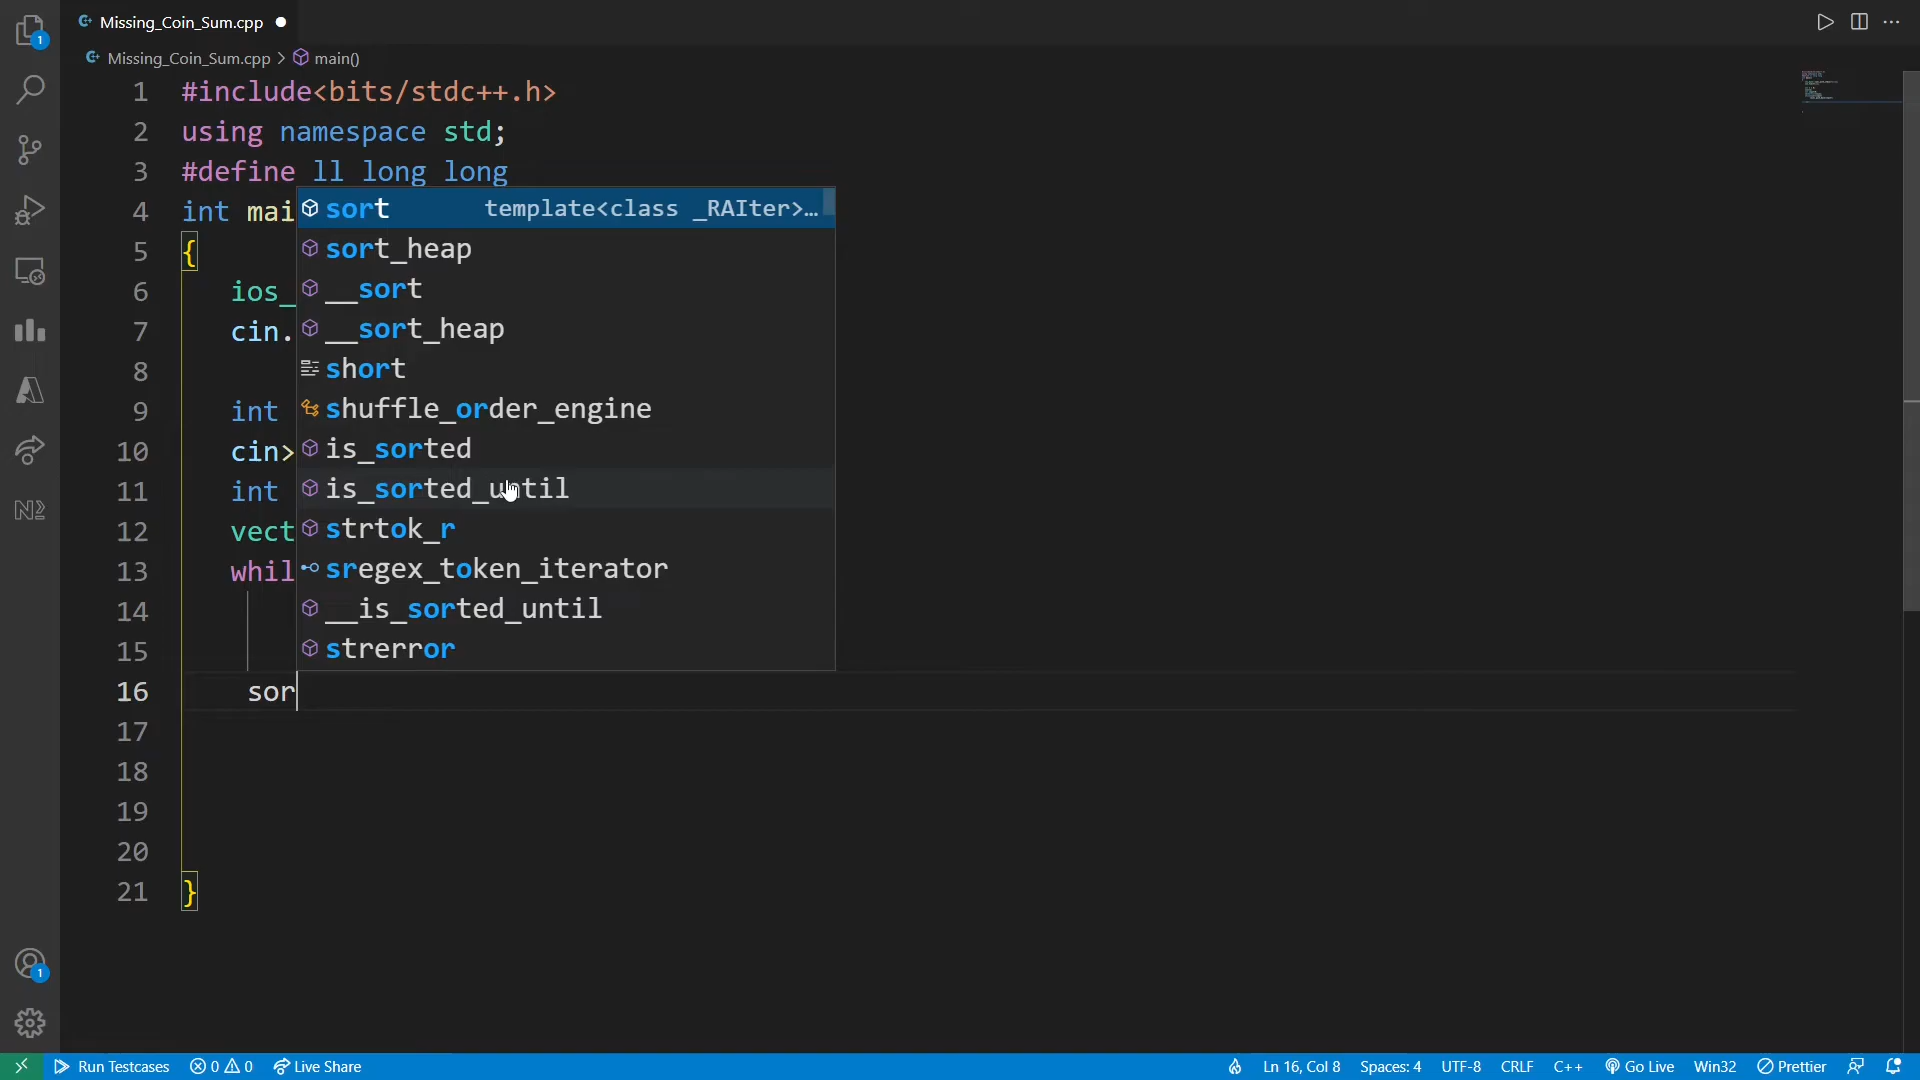 Missing_Coin_Sum.cpp
Missing_Coin_Sum.cpp > main()
1 #include<bits/stdc++.h>
2 using namespace std;
3 #define ll long long
4 int mai
5 {
6 ios_
7 cin.
8
9 int
10 cin>
11 int
12 vect
13 whil
14
15
16 sor
17
18
19
20
21 }
sort template<class _RAIter>…
sort_heap
__sort
__sort_heap
short
shuffle_order_engine
is_sorted
is_sorted_until
strtok_r
sregex_token_iterator
__is_sorted_until
strerror
1
1
Run Testcases 0 0 Live Share Ln 16, Col 8 Spaces: 4 UTF-8 CRLF C++ Go Live Win32 Prettier